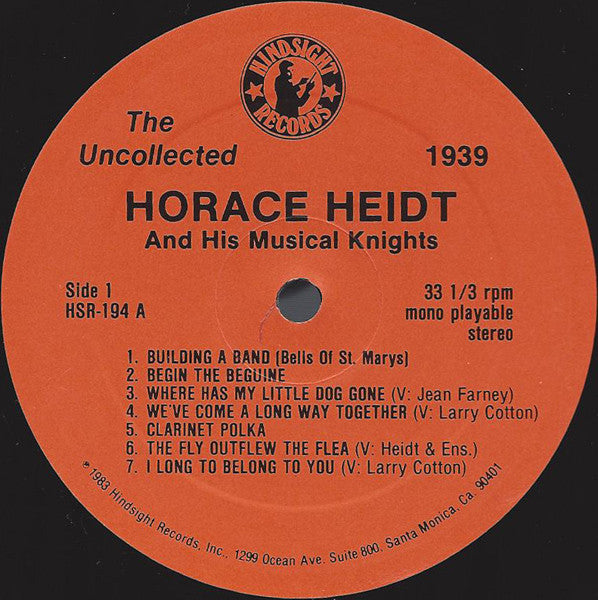 HINDSIGHT
RECORDS
The
Uncollected
1939
HORACE HEIDT
And His Musical Knights
Side 1
HSR-194 A
33 1/3 rpm
mono playable
stereo
1. BUILDING A BAND (Bells Of St. Marys)
2. BEGIN THE BEGUINE
3. WHERE HAS MY LITTLE DOG GONE (V: Jean Farney)
4. WE'VE COME A LONG WAY TOGETHER (V: Larry Cotton)
5. CLARINET POLKA
6. THE FLY OUTFLEW THE FLEA (V: Heidt & Ens.)
7. I LONG TO BELONG TO YOU (V: Larry Cotton)
℗ 1983 Hindsight Records, Inc., 1299 Ocean Ave. Suite 800, Santa Monica, Ca. 90401